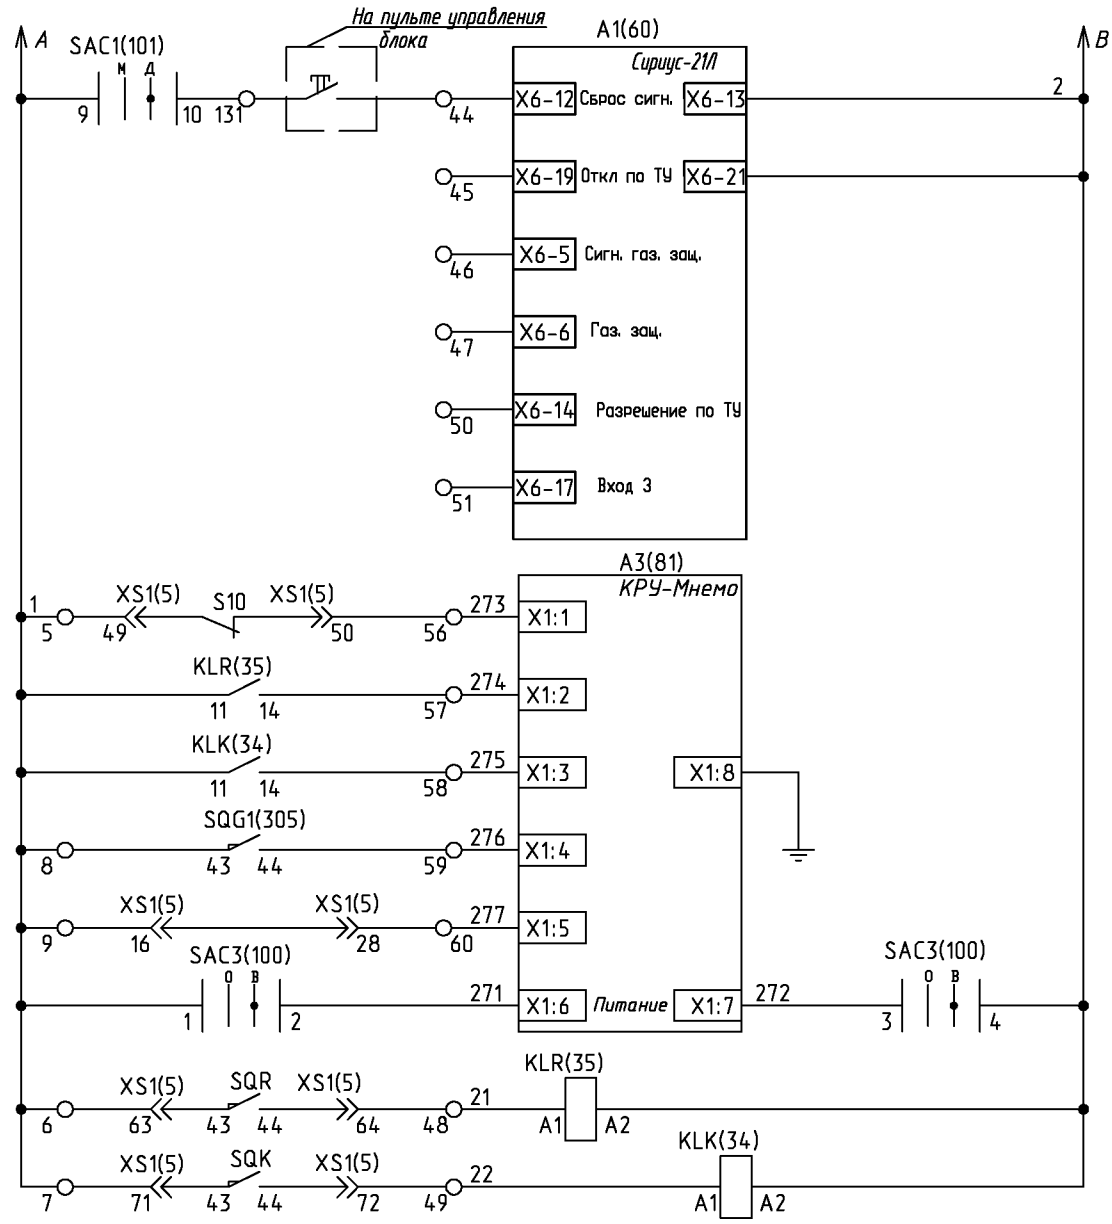 На пульте управления
блока
A
SAC1(101)
М Д
9
10
131
44
A1(60)
Сириус-21Л
X6-12 Сброс сигн. X6-13
2
B
45
X6-19 Откл по ТУ X6-21
46
X6-5 Сигн. газ. защ.
47
X6-6 Газ. защ.
50
X6-14 Разрешение по ТУ
51
X6-17 Вход 3
A3(81)
КРУ-Мнемо
1
5
XS1(5)
49
S10
XS1(5)
50
56
273
X1:1
KLR(35)
11 14
57
274
X1:2
KLK(34)
11 14
58
275
X1:3
X1:8
SQG1(305)
8
43 44
59
276
X1:4
XS1(5)
XS1(5)
9
16
28
60
277
X1:5
SAC3(100)
О В
1
2
271
X1:6 Питание X1:7
272
SAC3(100)
О В
3
4
KLR(35)
XS1(5)
SQR
XS1(5)
6
63
43 44
64
48
21
A1 A2
KLK(34)
XS1(5)
SQK
XS1(5)
7
71
43 44
72
49
22
A1 A2